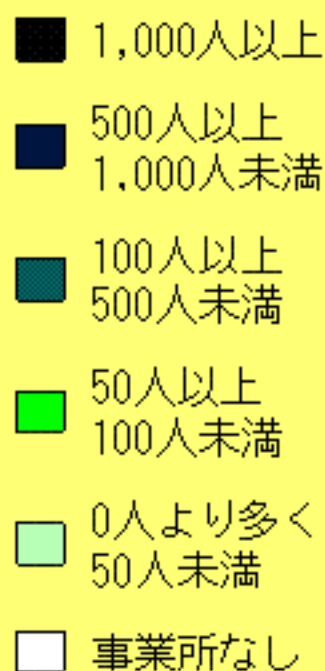 1,000人以上
500人以上
1,000人未満
100人以上
500人未満
50人以上
100人未満
0人より多く
50人未満
事業所なし